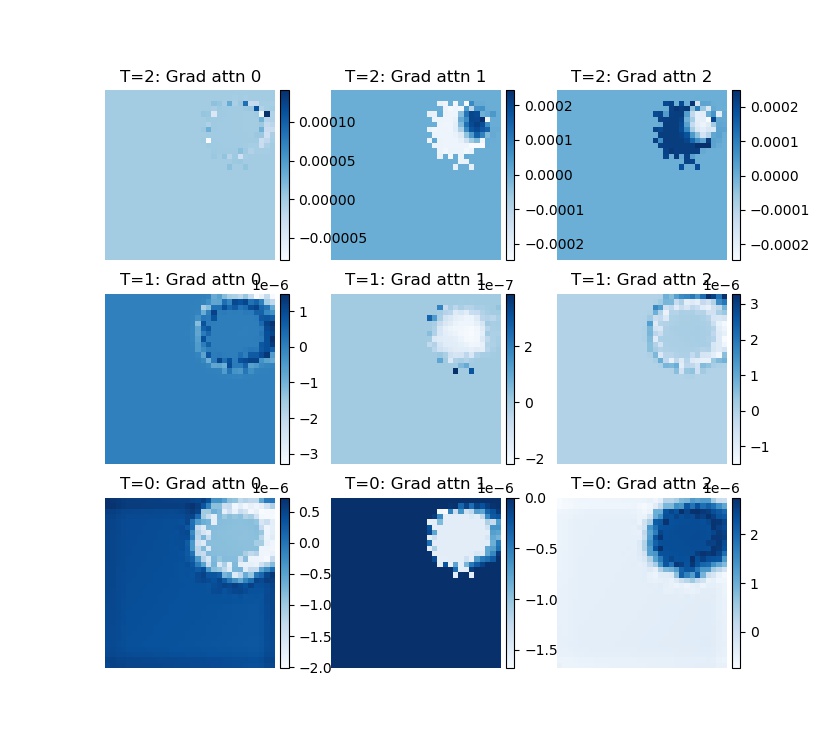 T=2: Grad attn 0 T=2: Grad attn 1 T=2: Grad attn 2
0.00010 0.0002 0.0002
0.00005 0.0001 0.0001
0.00000 0.0000 0.0000
−0.00005 −0.0001 −0.0001
−0.0002 −0.0002
T=1: Grad attn 0 T=1: Grad attn 1 T=1: Grad attn 2
1e-6 1e-7 1e-6
1 2 3
0 0 2
−1 −2 1
−2 0
−3 −1
T=0: Grad attn 0 T=0: Grad attn 1 T=0: Grad attn 2
1e-6 1e-6 1e-6
0.5 0.0 2
0.0 −0.5 1
−0.5 −1.0 0
−1.0 −1.5
−1.5
−2.0